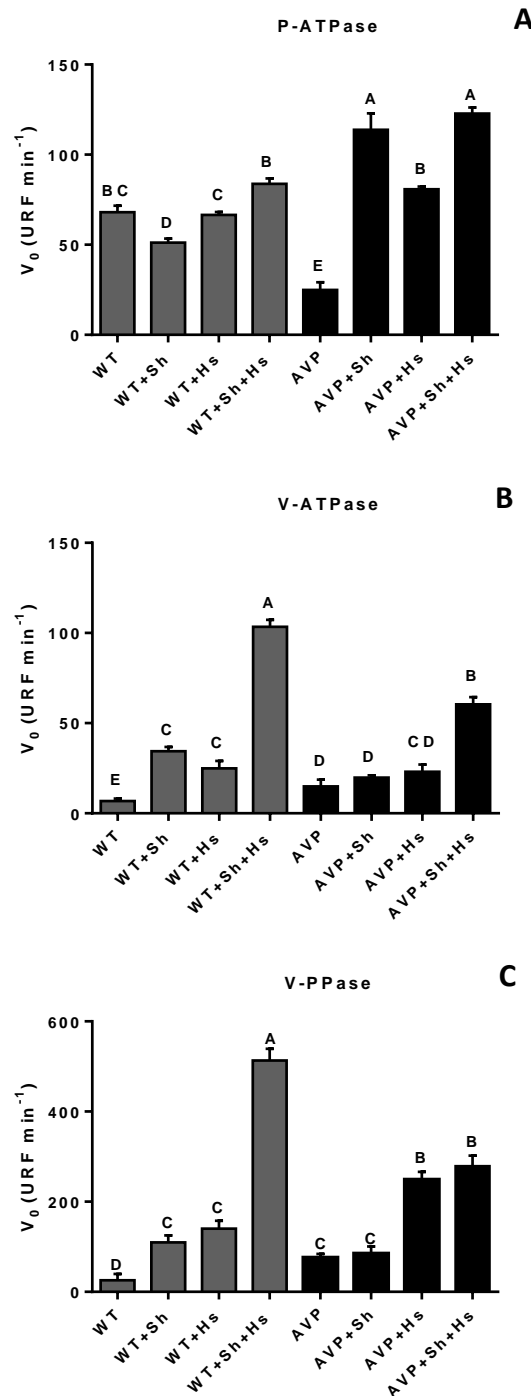 P-ATPase
A
150
100
50
0
V₀ (URF min⁻¹)
B C
D
C
B
E
A
B
A
WT
WT+Sh
WT+Hs
WT+Sh+Hs
AVP
AVP+Sh
AVP+Hs
AVP+Sh+Hs
V-ATPase
B
150
100
50
0
V₀ (URF min⁻¹)
E
C
C
A
D
D
C D
B
WT
WT+Sh
WT+Hs
WT+Sh+Hs
AVP
AVP+Sh
AVP+Hs
AVP+Sh+Hs
V-PPase
C
600
400
200
0
V₀ (URF min⁻¹)
D
C
C
A
C
C
B
B
WT
WT+Sh
WT+Hs
WT+Sh+Hs
AVP
AVP+Sh
AVP+Hs
AVP+Sh+Hs